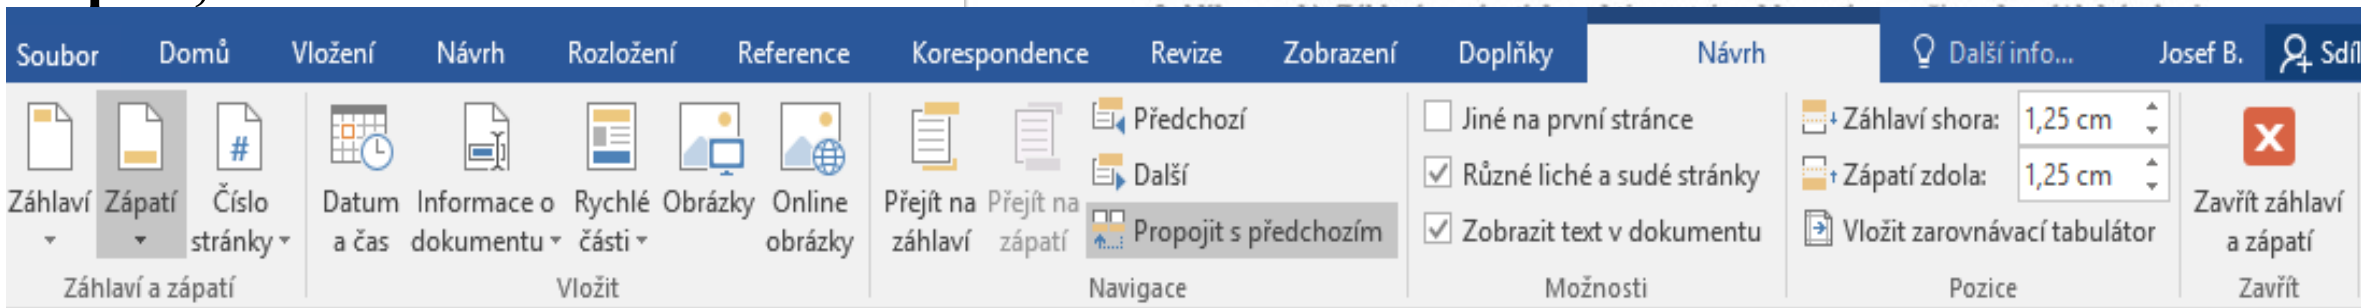 Soubor Domů Vložení Návrh Rozložení Reference Korespondence Revize Zobrazení Doplňky Návrh Další info... Josef B. Sdíl
Záhlaví
Zápatí
Číslo
stránky
Záhlaví a zápatí
Datum
a čas
Informace o
dokumentu
Rychlé
části
Obrázky
Online
obrázky
Vložit
Přejít na
záhlaví
Přejít na
zápatí
Předchozí
Další
Propojit s předchozím
Navigace
Jiné na první stránce
Různé liché a sudé stránky
Zobrazit text v dokumentu
Možnosti
Záhlaví shora: 1,25 cm
Zápatí zdola: 1,25 cm
Vložit zarovnávací tabulátor
Pozice
Zavřít záhlaví
a zápatí
Zavřít